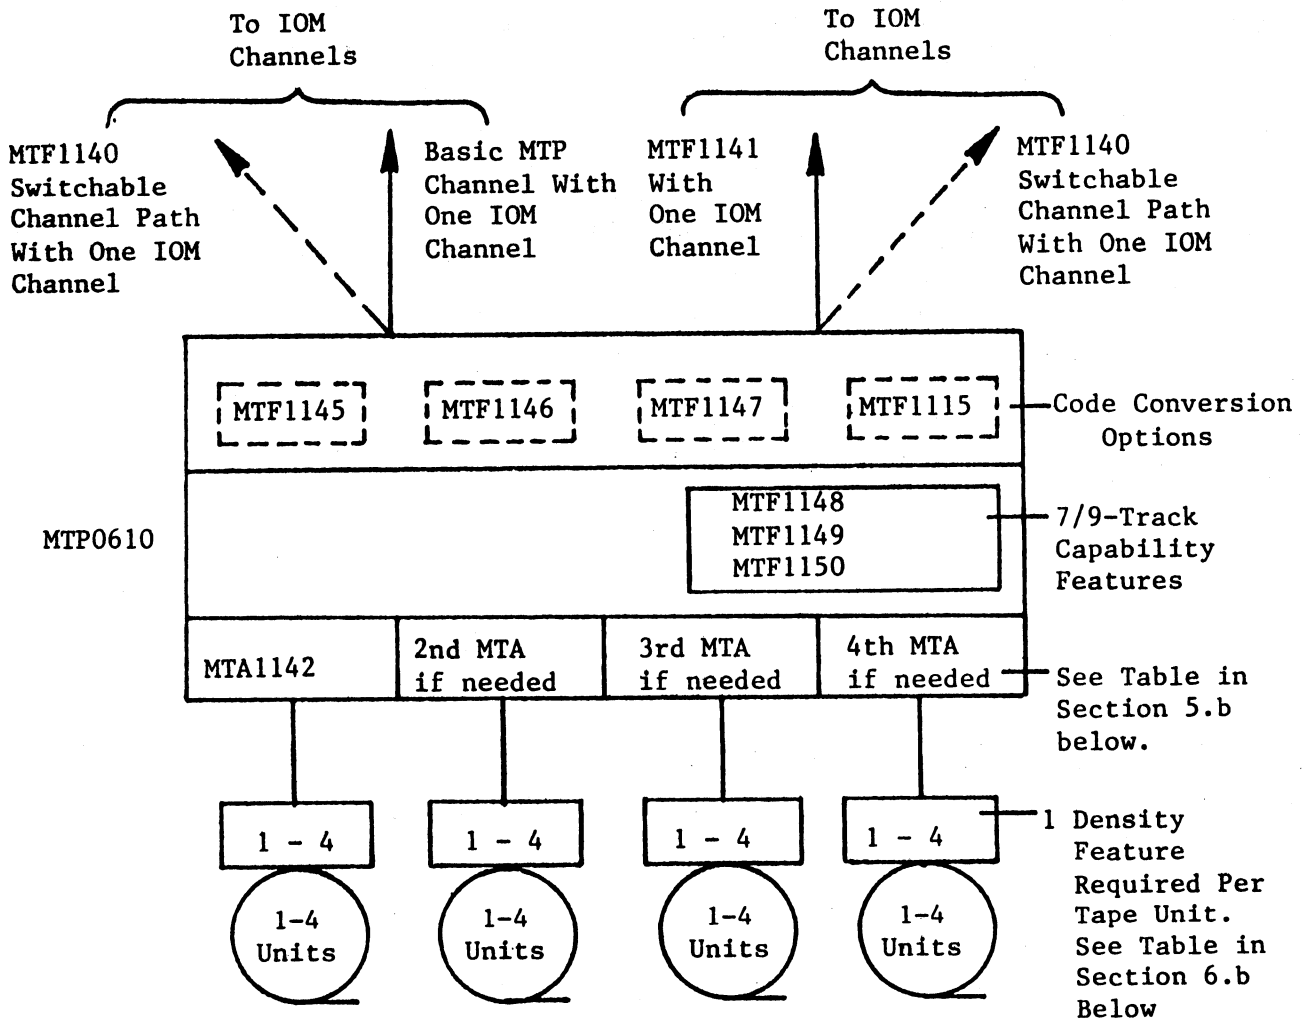 To IOM
Channels
To IOM
Channels
MTF1140
Switchable
Channel Path
With One IOM
Channel
Basic MTP
Channel With
One IOM
Channel
MTF1141
With
One IOM
Channel
MTF1140
Switchable
Channel Path
With One IOM
Channel
MTF1145
MTF1146
MTF1147
MTF1115
Code Conversion
Options
MTP0610
MTF1148
MTF1149
MTF1150
7/9-Track
Capability
Features
MTA1142
2nd MTA
if needed
3rd MTA
if needed
4th MTA
if needed
See Table in
Section 5.b
below.
1 - 4
1 - 4
1 - 4
1 - 4
1 Density
Feature
Required Per
Tape Unit.
See Table in
Section 6.b
Below
1-4
Units
1-4
Units
1-4
Units
1-4
Units